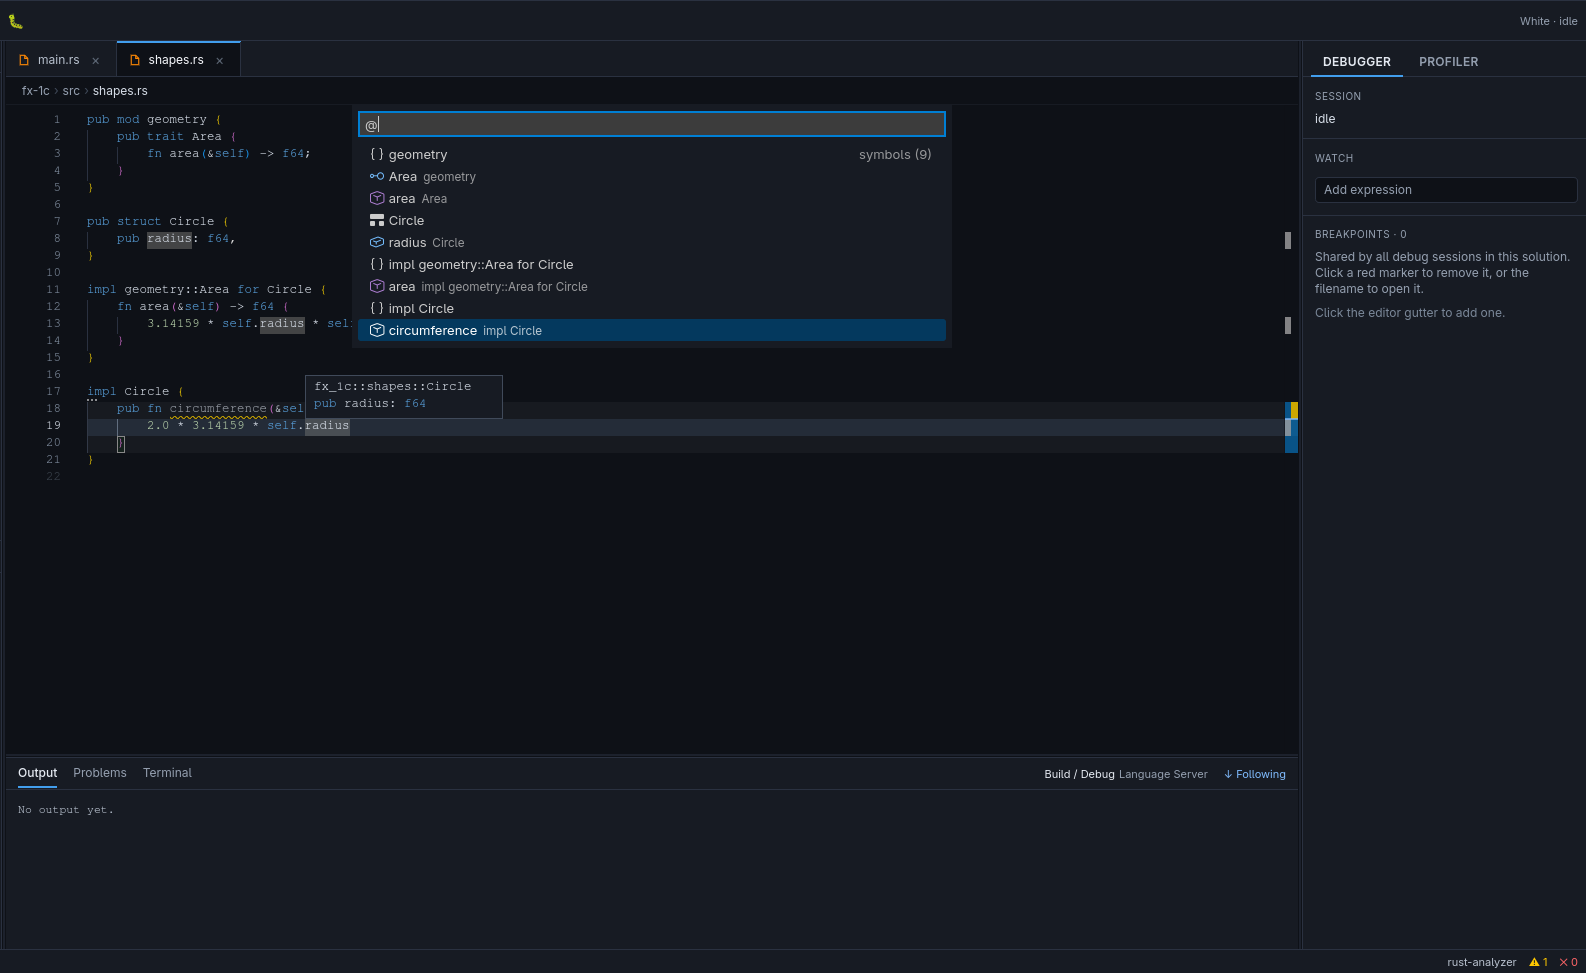 White · idle
main.rs ×
shapes.rs ×
DEBUGGER PROFILER
fx-1c › src › shapes.rs
SESSION
idle
WATCH
Add expression
BREAKPOINTS · 0
Shared by all debug sessions in this solution.
Click a red marker to remove it, or the
filename to open it.
Click the editor gutter to add one.
@
{ } geometry symbols (9)
Area geometry
area Area
Circle
radius Circle
{ } impl geometry::Area for Circle
area impl geometry::Area for Circle
{ } impl Circle
circumference impl Circle
1 pub mod geometry {
2 pub trait Area {
3 fn area(&self) -> f64;
4 }
5 }
6
7 pub struct Circle {
8 pub radius: f64,
9 }
10
11 impl geometry::Area for Circle {
12 fn area(&self) -> f64 {
13 3.14159 * self.radius * sel
14 }
15 }
16
17 impl Circle {
fx_1c::shapes::Circle
pub radius: f64
18 pub fn circumference(&sel
19 2.0 * 3.14159 * self.radius
20 }
21 }
22
Output Problems Terminal
Build / Debug Language Server ↓ Following
No output yet.
rust-analyzer 1 0